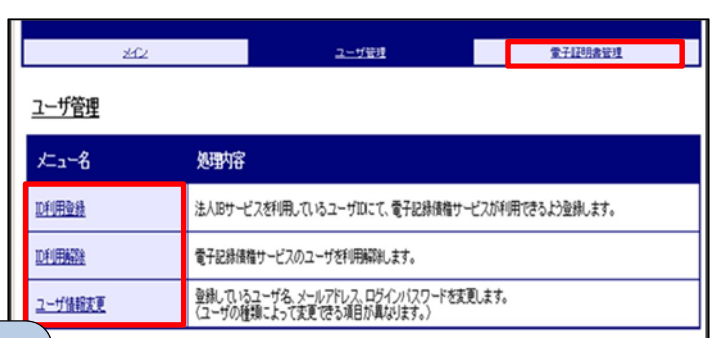 メイン
ユーザ管理
電子証明書管理
ユーザ管理
メニュー名
処理内容
ID利用登録
法人IBサービスを利用しているユーザIDにて、電子記録債権サービスが利用できるよう登録します。
ID利用解除
電子記録債権サービスのユーザを利用解除します。
ユーザ情報変更
登録しているユーザ名、メールアドレス、ログインパスワードを変更します。
(ユーザの種類によって変更できる項目が異なります。)